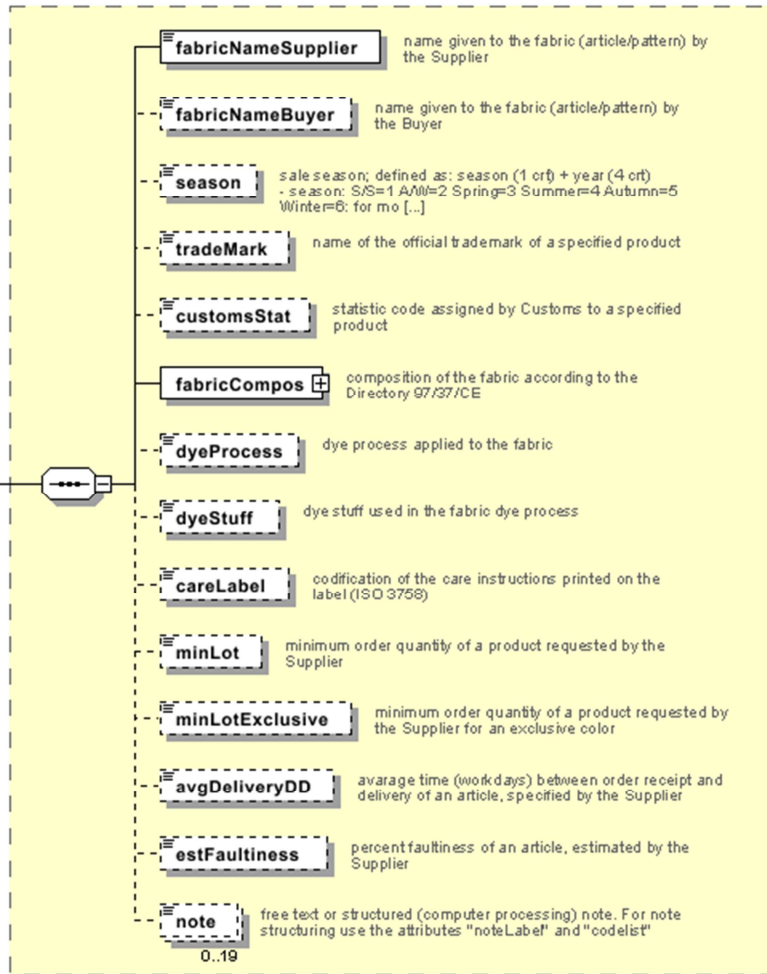 fabricNameSupplier
name given to the fabric (article/pattern) by
the Supplier
fabricNameBuyer
name given to the fabric (article/pattern) by
the Buyer
season
sale season; defined as: season (1 crt) + year (4 crt)
- season: S/S=1 A/W=2 Spring=3 Summer=4 Autumn=5
Winter=6: for mo [...]
tradeMark
name of the official trademark of a specified product
customsStat
statistic code assigned by Customs to a specified
product
fabricCompos
composition of the fabric according to the
Directory 97/37/CE
dyeProcess
dye process applied to the fabric
dyeStuff
dye stuff used in the fabric dye process
careLabel
codification of the care instructions printed on the
label (ISO 3758)
minLot
minimum order quantity of a product requested by the
Supplier
minLotExclusive
minimum order quantity of a product requested by
the Supplier for an exclusive color
avgDeliveryDD
avarage time (workdays) between order receipt and
delivery of an article, specified by the Supplier
estFaultiness
percent faultiness of an article, estimated by the
Supplier
note
free text or structured (computer processing) note. For note
structuring use the attributes "noteLabel" and "codelist"
0..19